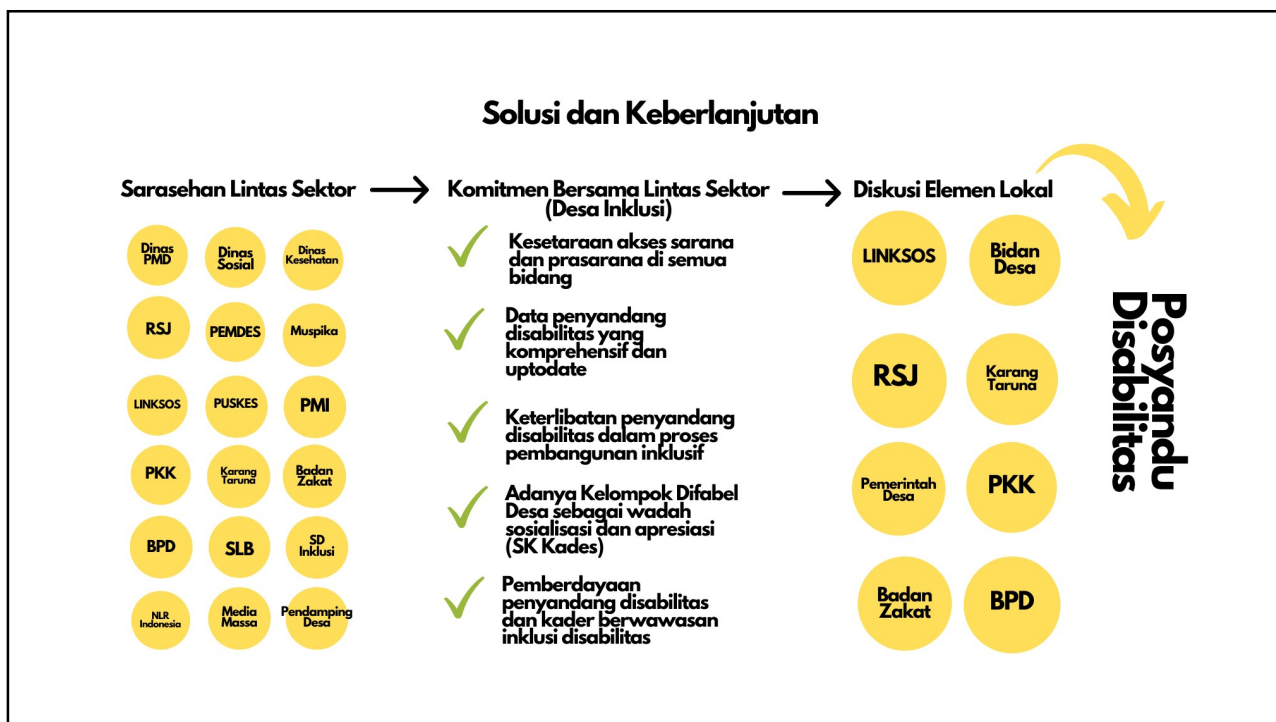 Solusi dan Keberlanjutan
Sarasehan Lintas Sektor
Dinas
PMD
Dinas
Sosial
Dinas
Kesehatan
RSJ
PEMDES
Muspika
LINKSOS
PUSKES
PMI
PKK
Karang
Taruna
Badan
Zakat
BPD
SLB
SD
Inklusi
NLR
Indonesia
Media
Massa
Pendamping
Desa
Komitmen Bersama Lintas Sektor
(Desa Inklusi)
Kesetaraan akses sarana
dan prasarana di semua
bidang
Data penyandang
disabilitas yang
komprehensif dan
uptodate
Keterlibatan penyandang
disabilitas dalam proses
pembangunan inklusif
Adanya Kelompok Difabel
Desa sebagai wadah
sosialisasi dan apresiasi
(SK Kades)
Pemberdayaan
penyandang disabilitas
dan kader berwawasan
inklusi disabilitas
Diskusi Elemen Lokal
LINKSOS
Bidan
Desa
RSJ
Karang
Taruna
Pemerintah
Desa
PKK
Badan
Zakat
BPD
Posyandu
Disabilitas